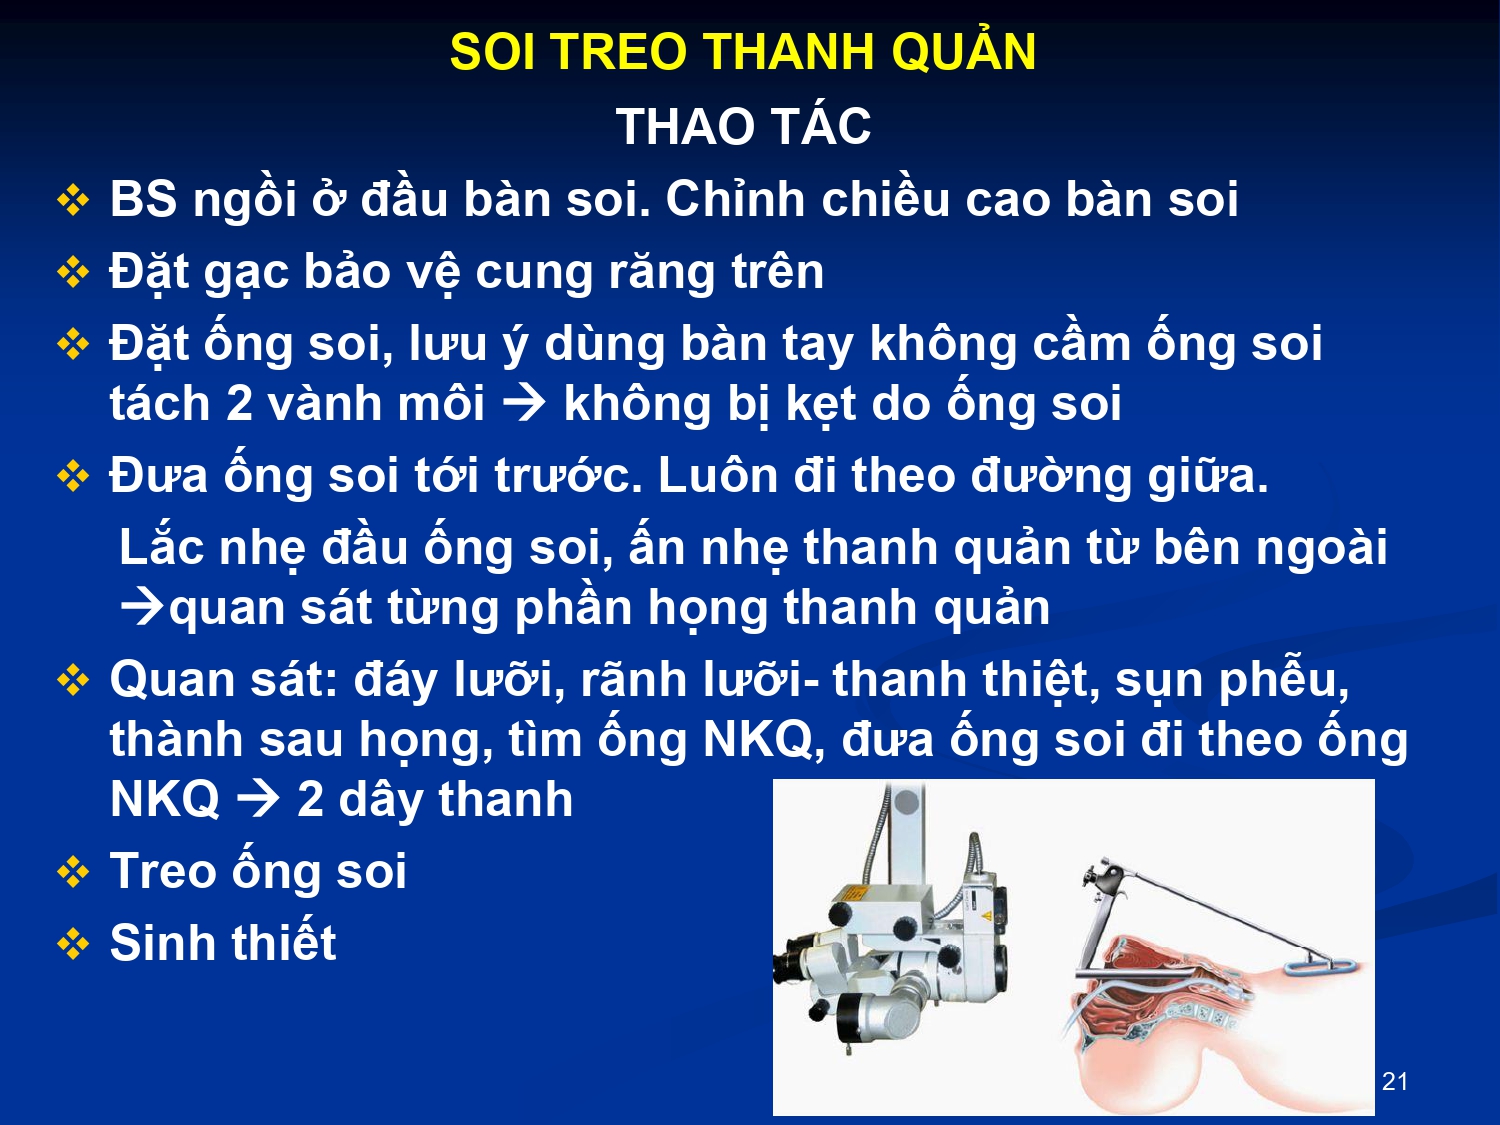 SOI TREO THANH QUẢN
THAO TÁC
❖ BS ngồi ở đầu bàn soi. Chỉnh chiều cao bàn soi
❖ Đặt gạc bảo vệ cung răng trên
❖ Đặt ống soi, lưu ý dùng bàn tay không cầm ống soi
tách 2 vành môi → không bị kẹt do ống soi
❖ Đưa ống soi tới trước. Luôn đi theo đường giữa.
Lắc nhẹ đầu ống soi, ấn nhẹ thanh quản từ bên ngoài
→quan sát từng phần họng thanh quản
❖ Quan sát: đáy lưỡi, rãnh lưỡi- thanh thiệt, sụn phễu,
thành sau họng, tìm ống NKQ, đưa ống soi đi theo ống
NKQ → 2 dây thanh
❖ Treo ống soi
❖ Sinh thiết
21